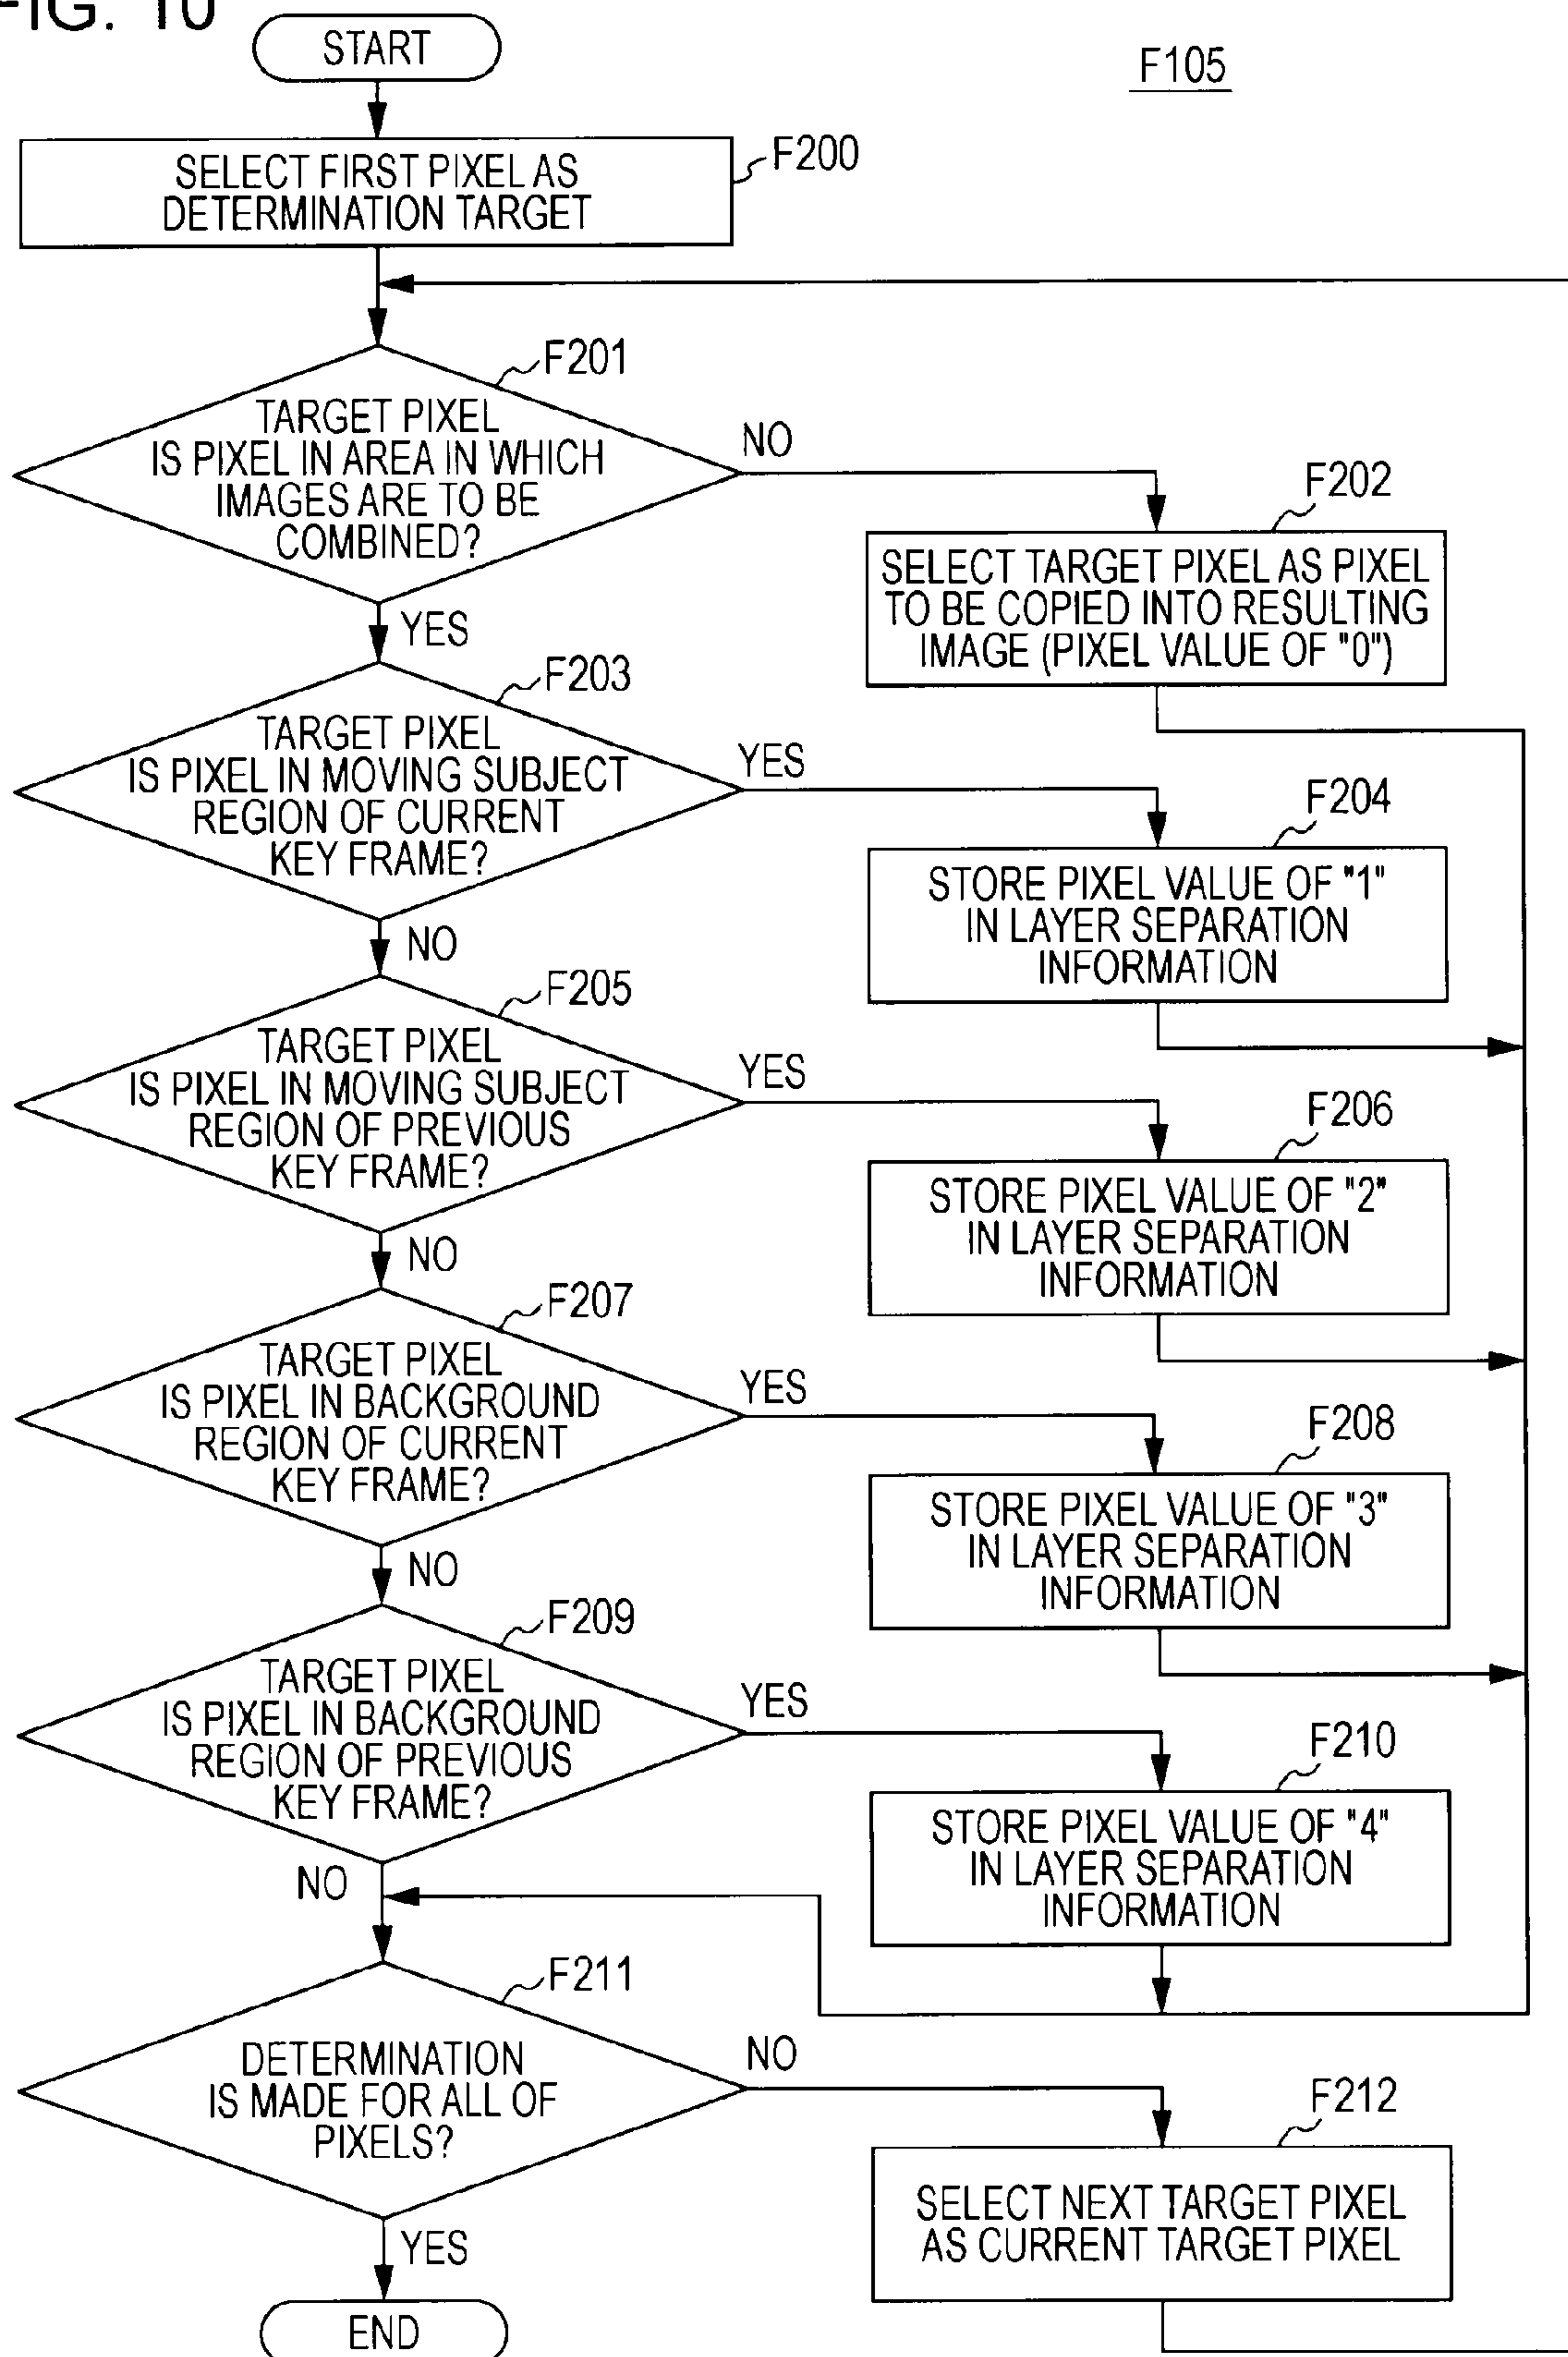 FIG. 10
START
F105
SELECT FIRST PIXEL AS
DETERMINATION TARGET
F200
F201
TARGET PIXEL
IS PIXEL IN AREA IN WHICH
IMAGES ARE TO BE
COMBINED?
NO
YES
F202
SELECT TARGET PIXEL AS PIXEL
TO BE COPIED INTO RESULTING
IMAGE (PIXEL VALUE OF "0")
F203
TARGET PIXEL
IS PIXEL IN MOVING SUBJECT
REGION OF CURRENT
KEY FRAME?
YES
NO
F204
STORE PIXEL VALUE OF "1"
IN LAYER SEPARATION
INFORMATION
F205
TARGET PIXEL
IS PIXEL IN MOVING SUBJECT
REGION OF PREVIOUS
KEY FRAME?
YES
NO
F206
STORE PIXEL VALUE OF "2"
IN LAYER SEPARATION
INFORMATION
F207
TARGET PIXEL
IS PIXEL IN BACKGROUND
REGION OF CURRENT
KEY FRAME?
YES
NO
F208
STORE PIXEL VALUE OF "3"
IN LAYER SEPARATION
INFORMATION
F209
TARGET PIXEL
IS PIXEL IN BACKGROUND
REGION OF PREVIOUS
KEY FRAME?
YES
NO
F210
STORE PIXEL VALUE OF "4"
IN LAYER SEPARATION
INFORMATION
F211
DETERMINATION
IS MADE FOR ALL OF
PIXELS?
NO
YES
F212
SELECT NEXT TARGET PIXEL
AS CURRENT TARGET PIXEL
END